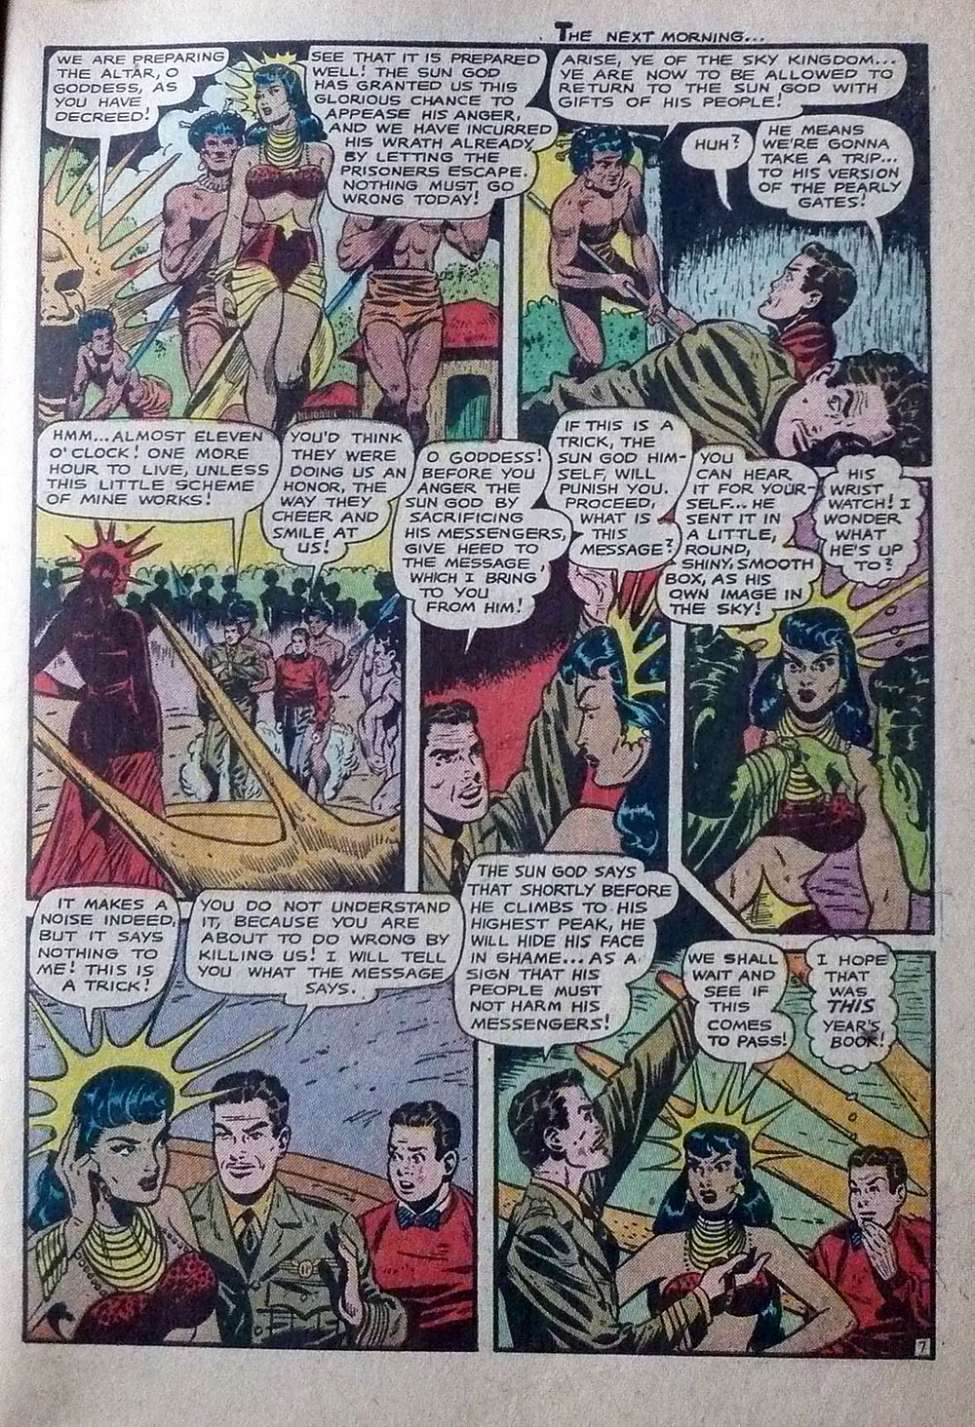 WE ARE PREPARING
THE ALTAR, O
GODDESS, AS
YOU HAVE
DECREED!
SEE THAT IT IS PREPARED
WELL! THE SUN GOD
HAS GRANTED US THIS
GLORIOUS CHANCE TO
APPEASE HIS ANGER,
AND WE HAVE INCURRED
HIS WRATH ALREADY
BY LETTING THE
PRISONERS ESCAPE.
NOTHING MUST GO
WRONG TODAY!
THE NEXT MORNING...
ARISE, YE OF THE SKY KINGDOM...
YE ARE NOW TO BE ALLOWED TO
RETURN TO THE SUN GOD WITH
GIFTS OF HIS PEOPLE!
HUH?
HE MEANS
WE'RE GONNA
TAKE A TRIP...
TO HIS VERSION
OF THE PEARLY
GATES!
HMM...ALMOST ELEVEN
O'CLOCK! ONE MORE
HOUR TO LIVE, UNLESS
THIS LITTLE SCHEME
OF MINE WORKS!
YOU'D THINK
THEY WERE
DOING US AN
HONOR, THE
WAY THEY
CHEER AND
SMILE AT
US!
O GODDESS!
BEFORE YOU
ANGER THE
SUN GOD BY
SACRIFICING
HIS MESSENGERS,
GIVE HEED TO
THE MESSAGE
WHICH I BRING
TO YOU
FROM HIM!
IF THIS IS A
TRICK, THE
SUN GOD HIM-
SELF, WILL
PUNISH YOU.
PROCEED,
WHAT IS
THIS
MESSAGE?
YOU
CAN HEAR
IT FOR YOUR-
SELF...HE
SENT IT IN
A LITTLE,
ROUND,
SHINY, SMOOTH
BOX, AS HIS
OWN IMAGE IN
THE SKY!
HIS
WRIST
WATCH! I
WONDER
WHAT
HE'S UP
TO?
IT MAKES A
NOISE INDEED,
BUT IT SAYS
NOTHING TO
ME! THIS IS
A TRICK!
YOU DO NOT UNDERSTAND
IT, BECAUSE YOU ARE
ABOUT TO DO WRONG BY
KILLING US! I WILL TELL
YOU WHAT THE MESSAGE
SAYS.
THE SUN GOD SAYS
THAT SHORTLY BEFORE
HE CLIMBS TO HIS
HIGHEST PEAK, HE
WILL HIDE HIS FACE
IN SHAME...AS A
SIGN THAT HIS
PEOPLE MUST
NOT HARM HIS
MESSENGERS!
WE SHALL
WAIT AND
SEE IF
THIS
COMES
TO PASS!
I HOPE
THAT
WAS
THIS
YEAR'S
BOOK!
7